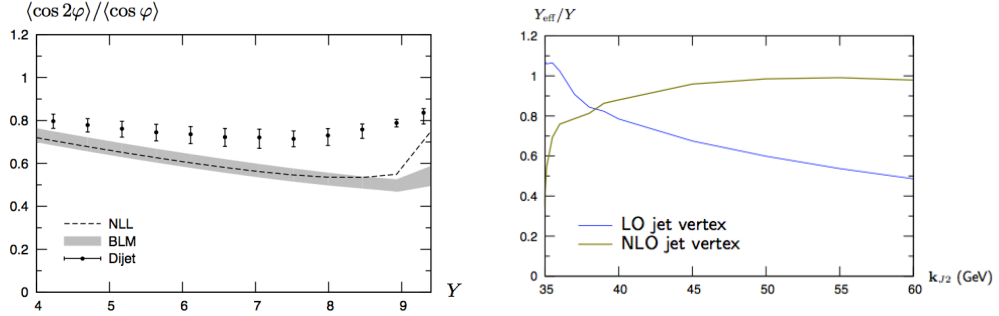 ⟨cos 2φ⟩/⟨cos φ⟩
1.2
1
0.8
0.6
0.4
0.2
0
NLL
BLM
Dijet
4 5 6 7 8 9 Y
Y_eff/Y
1.2
1
0.8
0.6
0.4
0.2
0
LO jet vertex
NLO jet vertex
35 40 45 50 55 60 k_J2 (GeV)